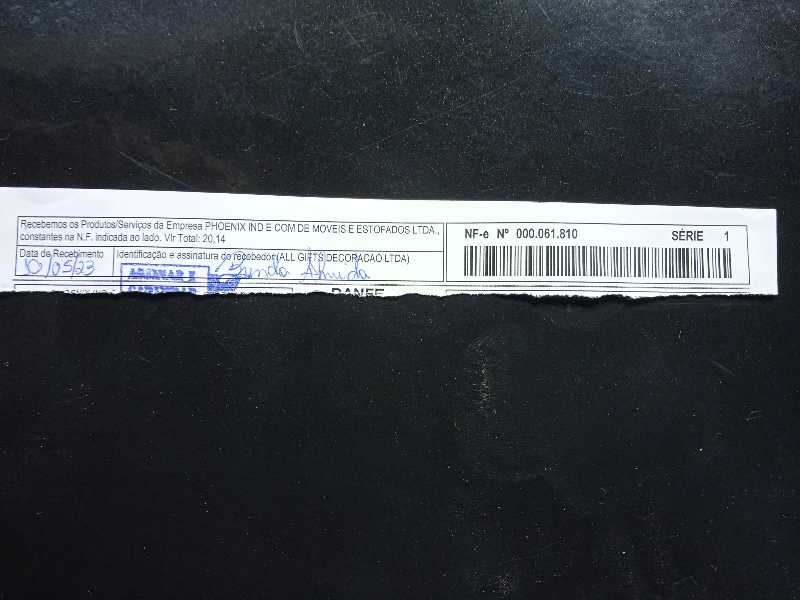 Recebemos os Produtos/Serviços da Empresa PHOENIX IND E COM DE MOVEIS E ESTOFADOS LTDA.,
constantes na N.F. indicada ao lado. Vlr Total: 20,14
NF-e Nº 000.061.810 SÉRIE 1
Data de Recebimento Identificação e assinatura do recebedor(ALL GIFTS DECORACAO LTDA)
10/05/23
ASSINAR E
CARIMBAR
DANFE